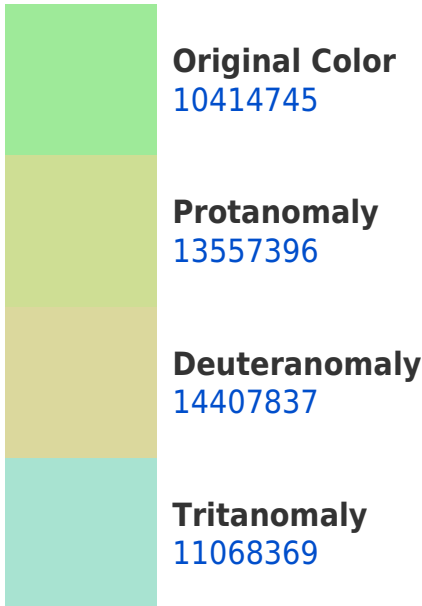 Original Color
10414745
Protanomaly
13557396
Deuteranomaly
14407837
Tritanomaly
11068369